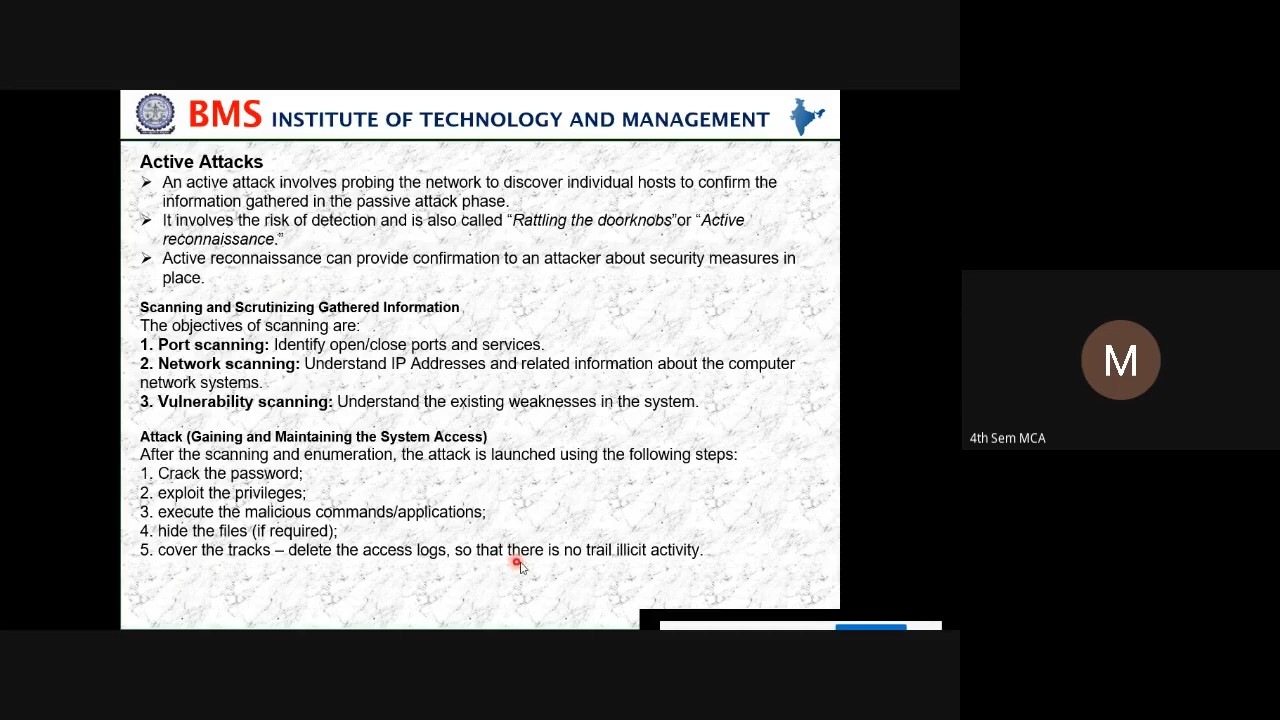 BMS INSTITUTE OF TECHNOLOGY AND MANAGEMENT
Active Attacks
➢ An active attack involves probing the network to discover individual hosts to confirm the
information gathered in the passive attack phase.
➢ It involves the risk of detection and is also called “Rattling the doorknobs”or “Active
reconnaissance.”
➢ Active reconnaissance can provide confirmation to an attacker about security measures in
place.
Scanning and Scrutinizing Gathered Information
The objectives of scanning are:
1. Port scanning: Identify open/close ports and services.
2. Network scanning: Understand IP Addresses and related information about the computer
network systems.
3. Vulnerability scanning: Understand the existing weaknesses in the system.
Attack (Gaining and Maintaining the System Access)
After the scanning and enumeration, the attack is launched using the following steps:
1. Crack the password;
2. exploit the privileges;
3. execute the malicious commands/applications;
4. hide the files (if required);
5. cover the tracks – delete the access logs, so that there is no trail illicit activity.
M
4th Sem MCA